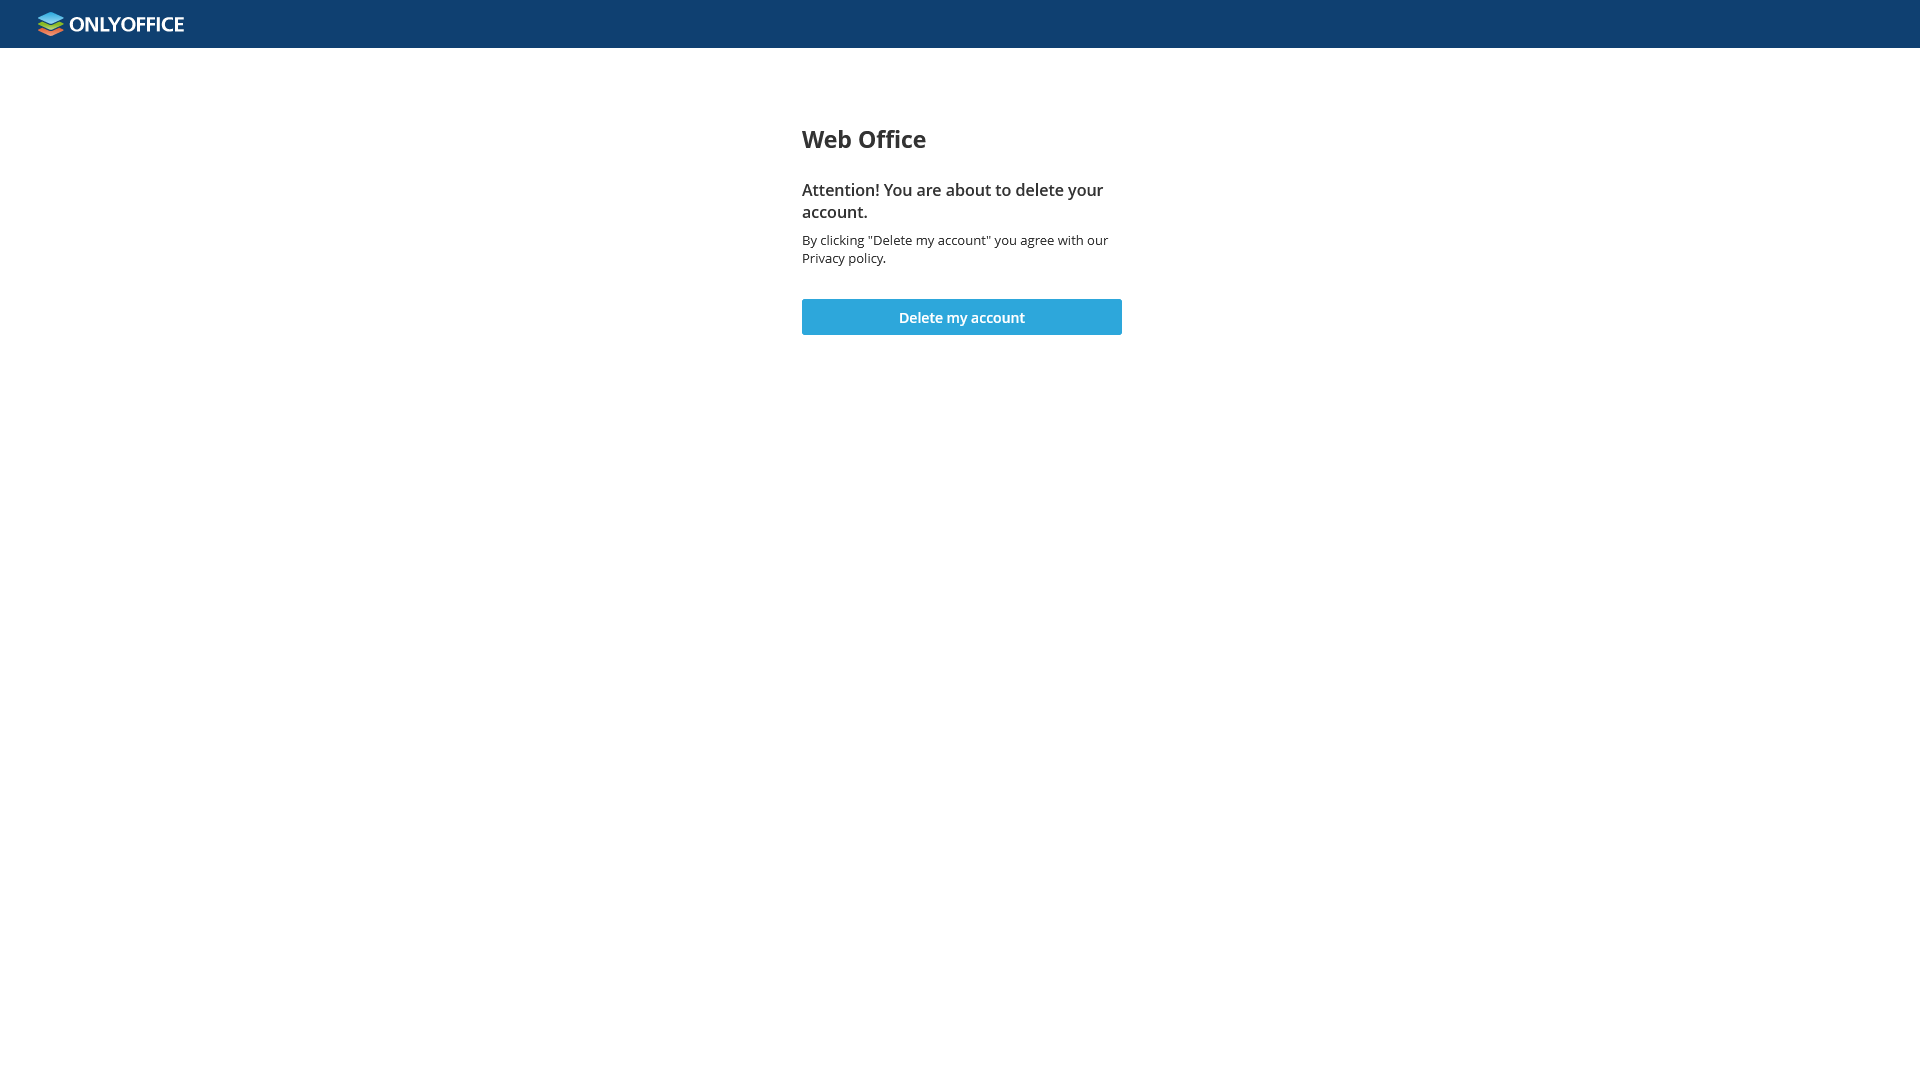 ONLYOFFICE
Web Office
Attention! You are about to delete your
account.
By clicking "Delete my account" you agree with our
Privacy policy.
Delete my account